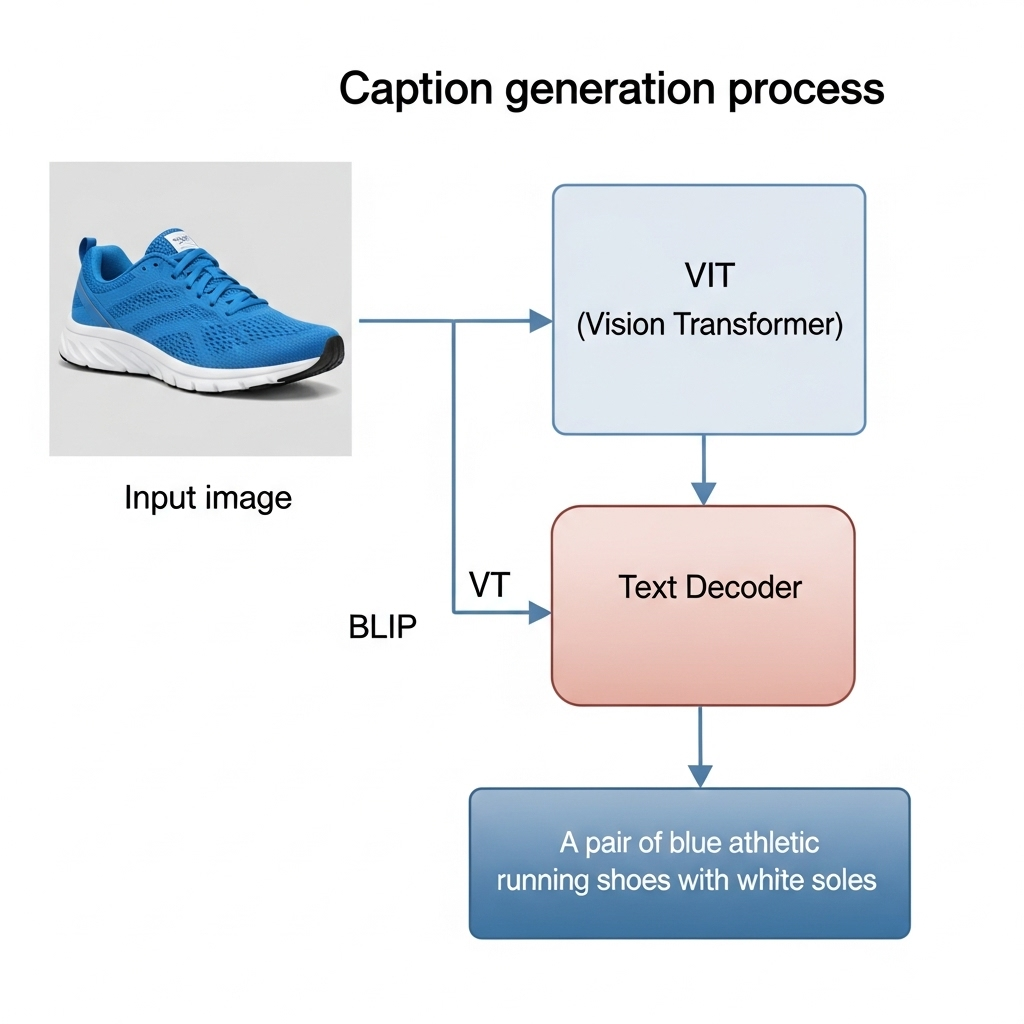 Caption generation process
VIT
(Vision Transformer)
Input image
VT
Text Decoder
BLIP
A pair of blue athletic
running shoes with white soles